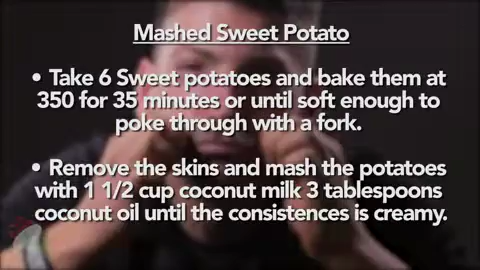 Mashed Sweet Potato
• Take 6 Sweet potatoes and bake them at
350 for 35 minutes or until soft enough to
poke through with a fork.
• Remove the skins and mash the potatoes
with 1 1/2 cup coconut milk 3 tablespoons
coconut oil until the consistences is creamy.